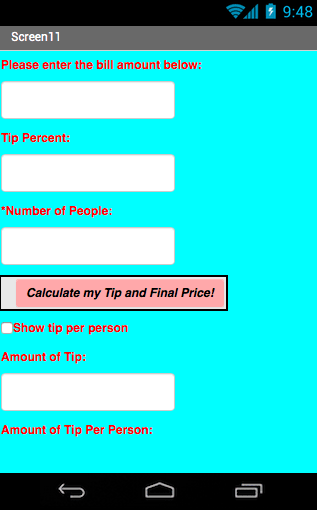 9:48
Screen11
Please enter the bill amount below:
Tip Percent:
*Number of People:
Calculate my Tip and Final Price!
Show tip per person
Amount of Tip:
Amount of Tip Per Person: